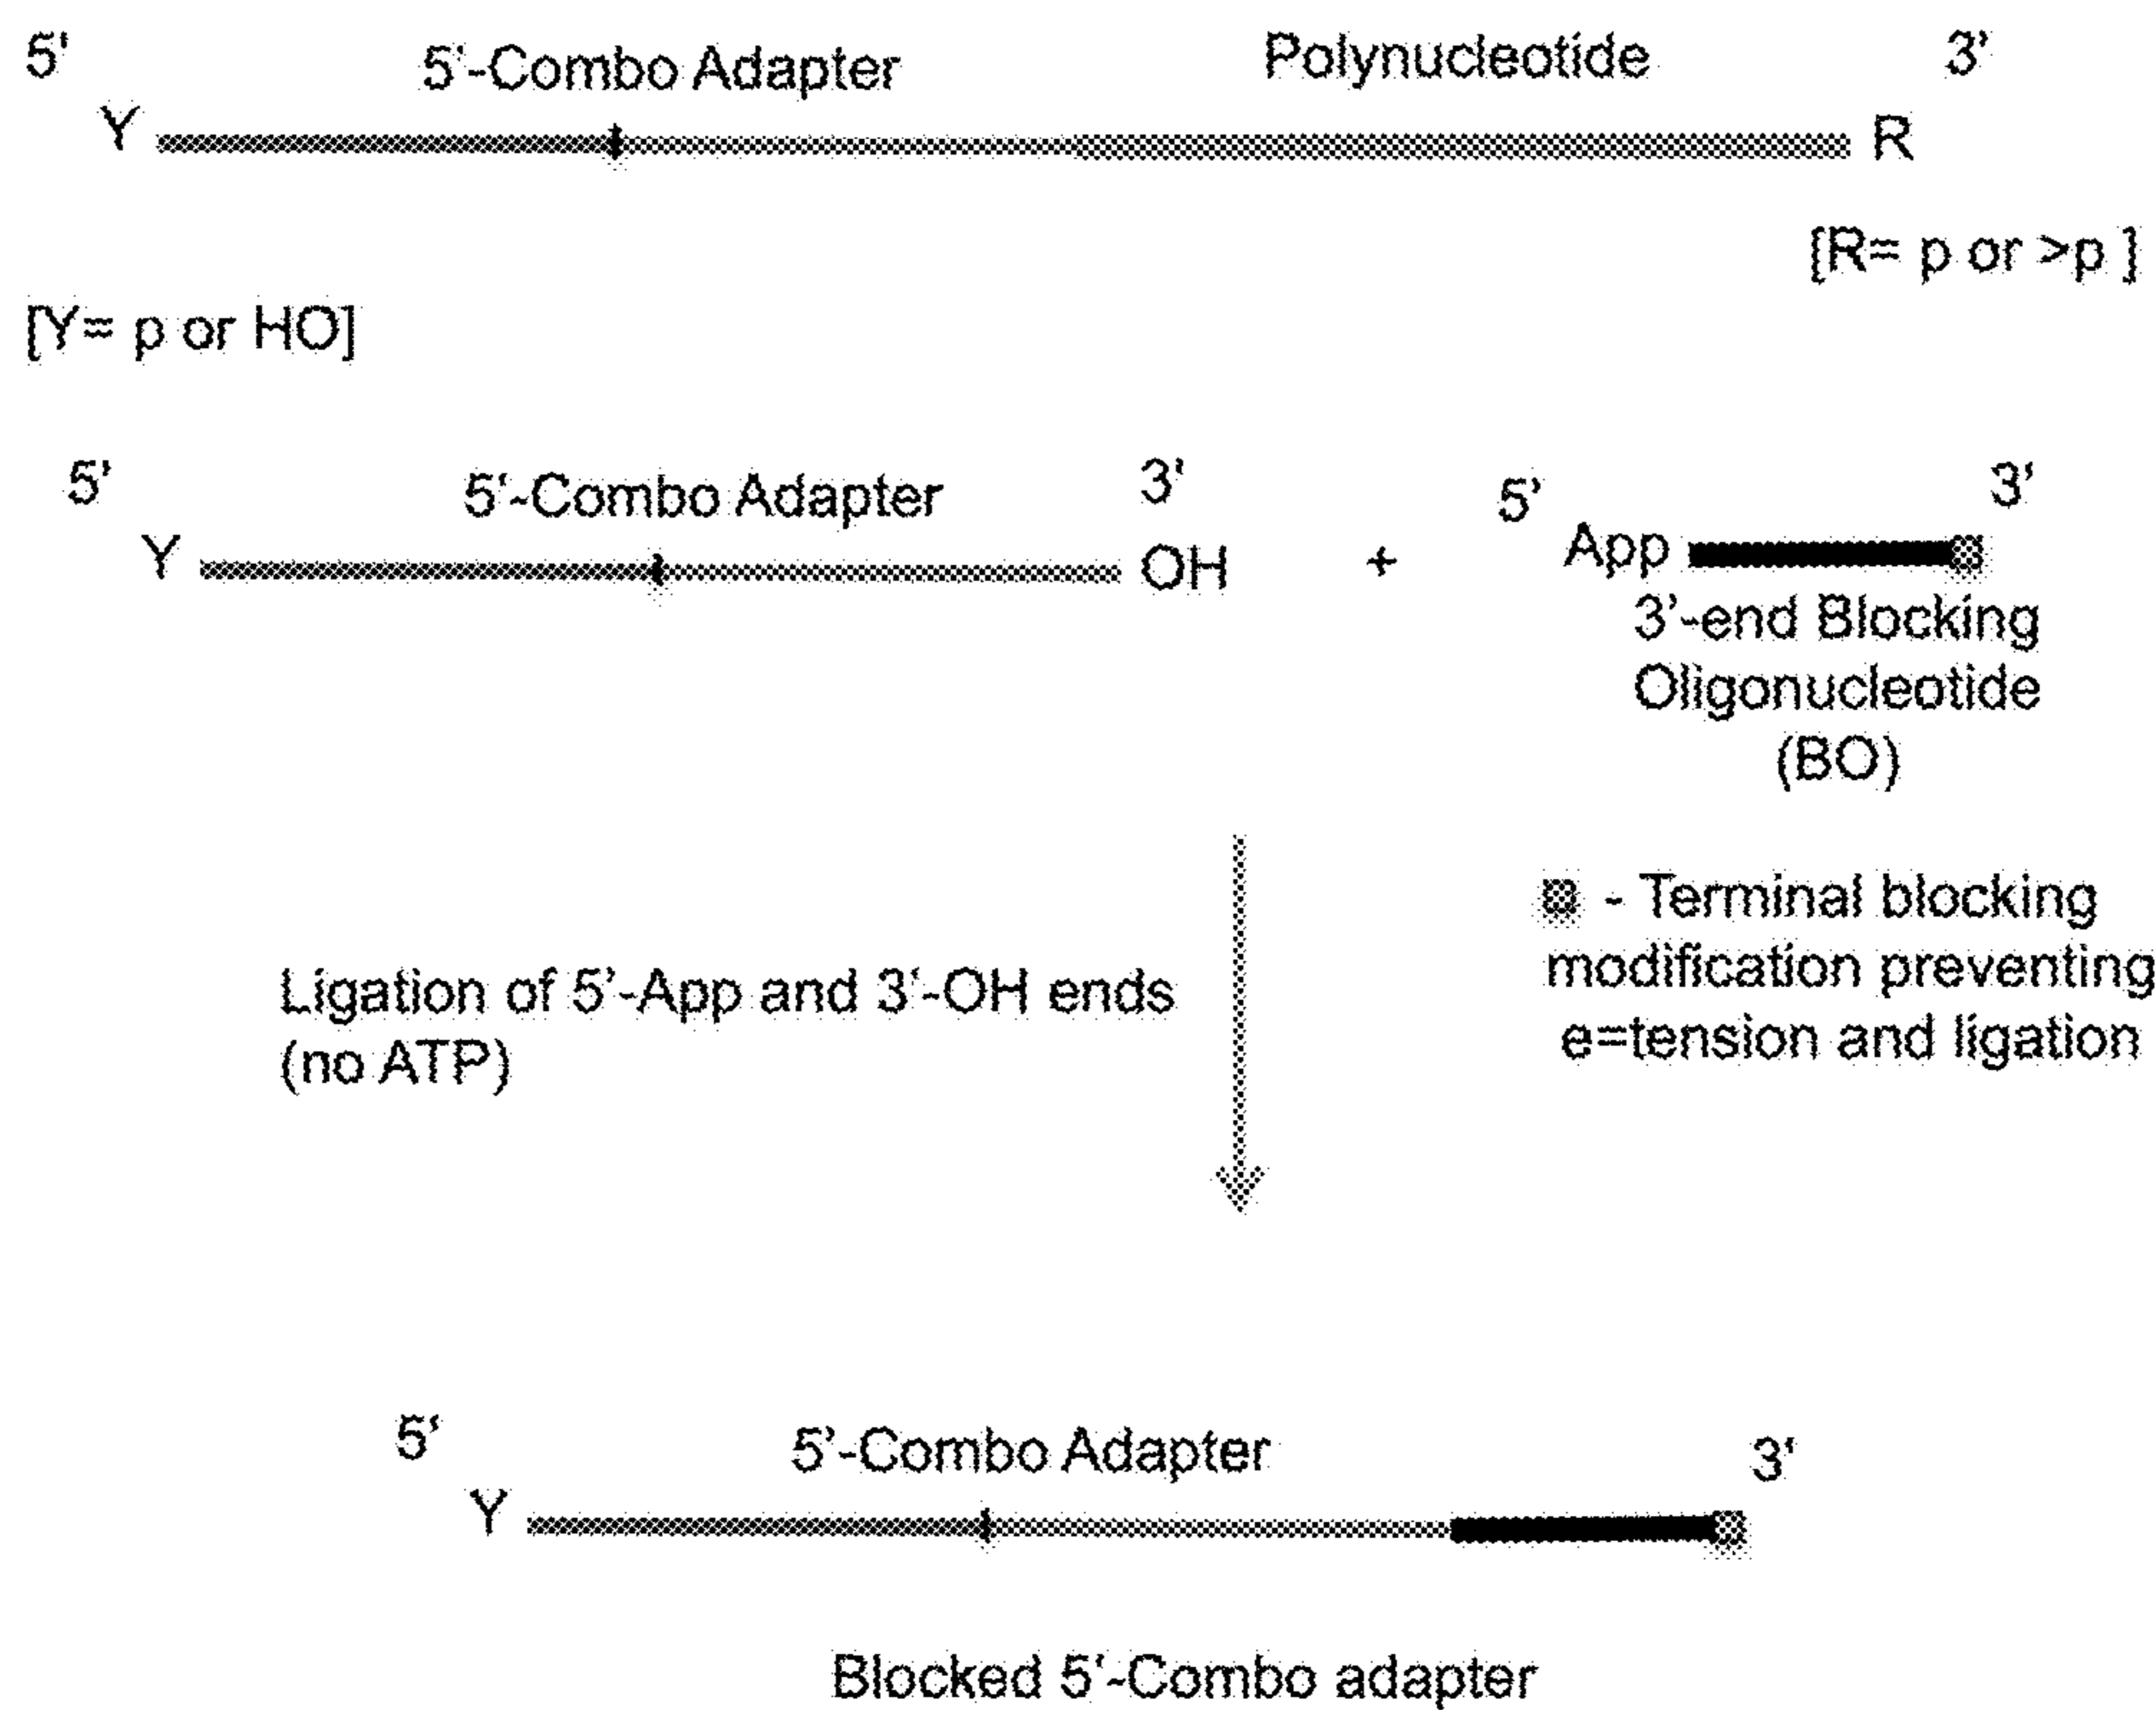 5' 5'-Combo Adapter Polynucleotide 3'
Y R
[R= p or >p ]
[Y= p or HO]
5' 5'-Combo Adapter 3' 5' 3'
Y OH + App
3'-end Blocking
Oligonucleotide
(BO)
- Terminal blocking
modification preventing
e=tension and ligation
Ligation of 5'-App and 3'-OH ends
(no ATP)
5' 5'-Combo Adapter 3'
Y
Blocked 5'-Combo adapter